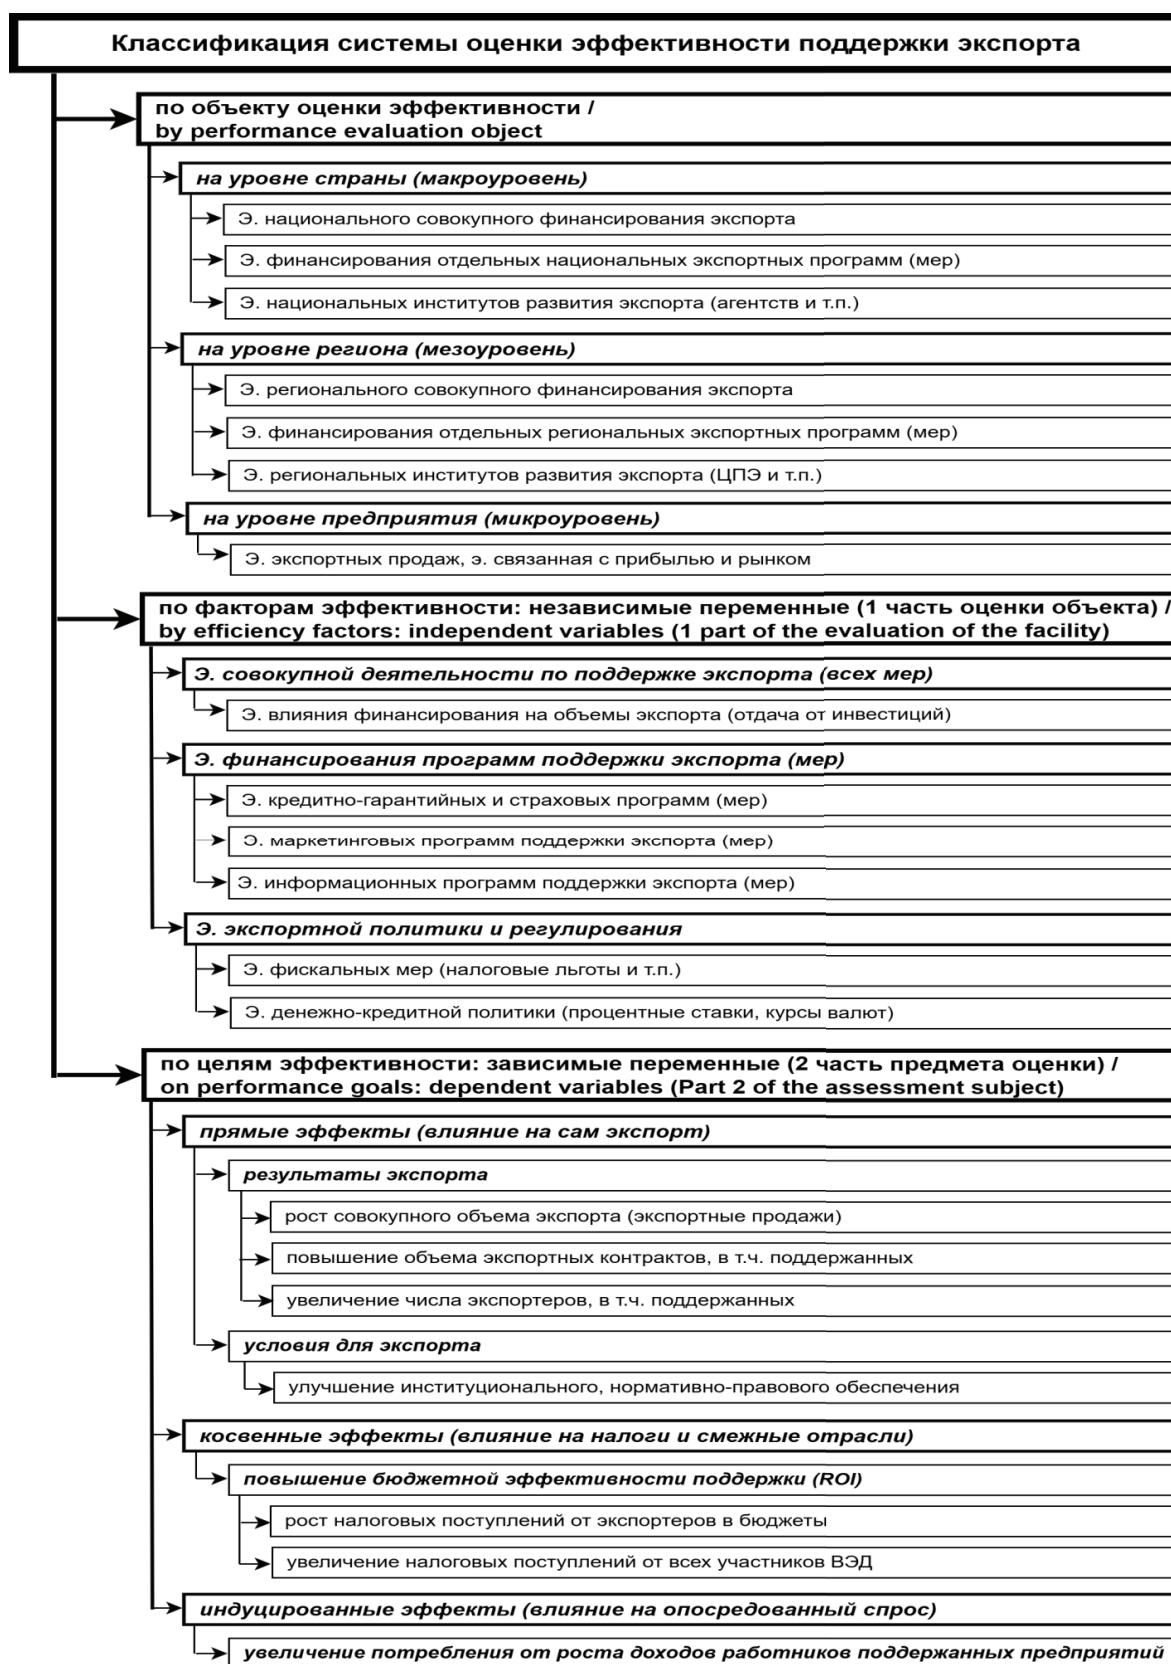 Классификация системы оценки эффективности поддержки экспорта
по объекту оценки эффективности /
by performance evaluation object
на уровне страны (макроуровень)
Э. национального совокупного финансирования экспорта
Э. финансирования отдельных национальных экспортных программ (мер)
Э. национальных институтов развития экспорта (агентств и т.п.)
на уровне региона (мезоуровень)
Э. регионального совокупного финансирования экспорта
Э. финансирования отдельных региональных экспортных программ (мер)
Э. региональных институтов развития экспорта (ЦПЭ и т.п.)
на уровне предприятия (микроуровень)
Э. экспортных продаж, э. связанная с прибылью и рынком
по факторам эффективности: независимые переменные (1 часть оценки объекта) /
by efficiency factors: independent variables (1 part of the evaluation of the facility)
Э. совокупной деятельности по поддержке экспорта (всех мер)
Э. влияния финансирования на объемы экспорта (отдача от инвестиций)
Э. финансирования программ поддержки экспорта (мер)
Э. кредитно-гарантийных и страховых программ (мер)
Э. маркетинговых программ поддержки экспорта (мер)
Э. информационных программ поддержки экспорта (мер)
Э. экспортной политики и регулирования
Э. фискальных мер (налоговые льготы и т.п.)
Э. денежно-кредитной политики (процентные ставки, курсы валют)
по целям эффективности: зависимые переменные (2 часть предмета оценки) /
on performance goals: dependent variables (Part 2 of the assessment subject)
прямые эффекты (влияние на сам экспорт)
результаты экспорта
рост совокупного объема экспорта (экспортные продажи)
повышение объема экспортных контрактов, в т.ч. поддержанных
увеличение числа экспортеров, в т.ч. поддержанных
условия для экспорта
улучшение институционального, нормативно-правового обеспечения
косвенные эффекты (влияние на налоги и смежные отрасли)
повышение бюджетной эффективности поддержки (ROI)
рост налоговых поступлений от экспортеров в бюджеты
увеличение налоговых поступлений от всех участников ВЭД
индуцированные эффекты (влияние на опосредованный спрос)
увеличение потребления от роста доходов работников поддержанных предприятий